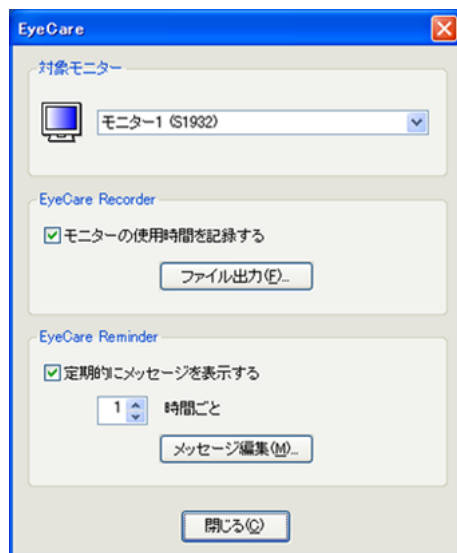 EyeCare
対象モニター
モニター1 (S1932)
EyeCare Recorder
モニターの使用時間を記録する
ファイル出力(F)...
EyeCare Reminder
定期的にメッセージを表示する
1 時間ごと
メッセージ編集(M)...
閉じる(C)